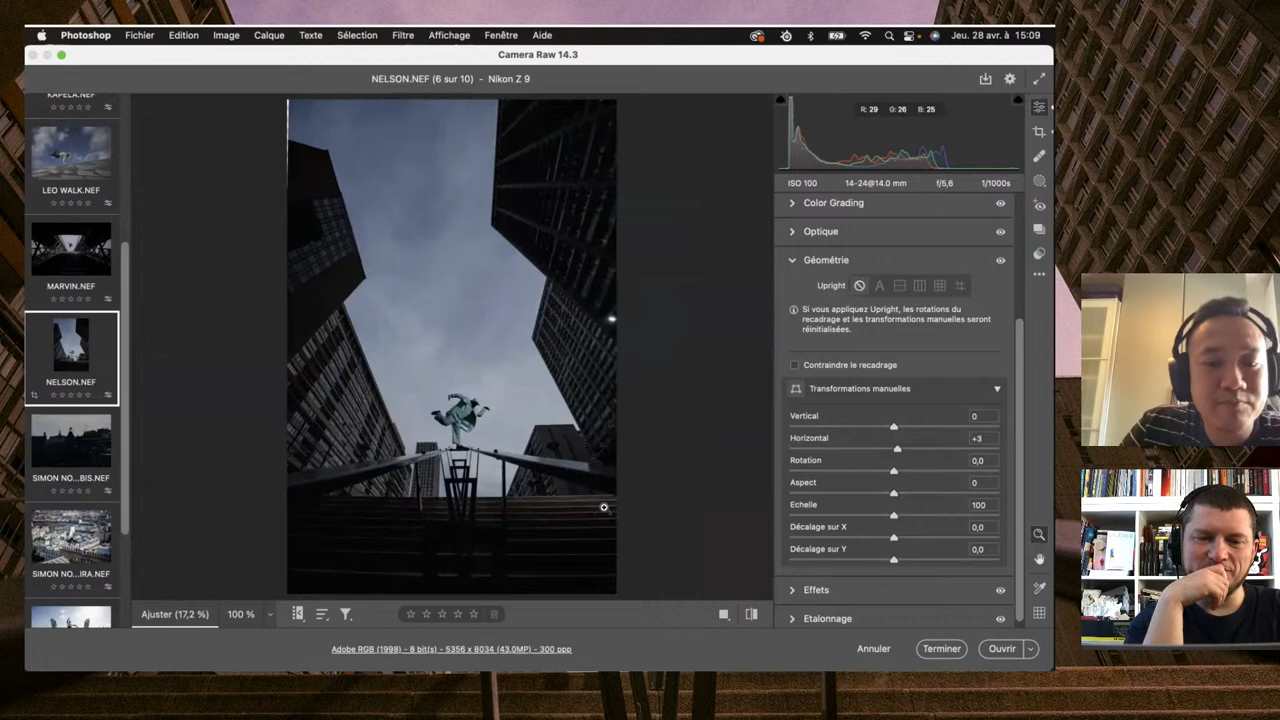 Photoshop Fichier Edition Image Calque Texte Sélection Filtre Affichage Fenêtre Aide Jeu. 28 avr. à 15:09
Camera Raw 14.3
NELSON.NEF (6 sur 10) - Nikon Z 9
KAPELA.NEF
LEO WALK.NEF
MARVIN.NEF
NELSON.NEF
SIMON NO...BIS.NEF
SIMON NO...IRA.NEF
R: 29 G: 26 B: 25
ISO 100 14-24@14.0 mm f/5,6 1/1000s
Color Grading
Optique
Géométrie
Upright A
Si vous appliquez Upright, les rotations du
recadrage et les transformations manuelles seront
réinitialisées.
Contraindre le recadrage
Transformations manuelles
Vertical 0
Horizontal +3
Rotation 0,0
Aspect 0
Echelle 100
Décalage sur X 0,0
Décalage sur Y 0,0
Effets
Etalonnage
Ajuster (17,2 %) 100 %
Adobe RGB (1998) - 8 bit(s) - 5356 x 8034 (43,0MP) - 300 ppp
Annuler Terminer Ouvrir